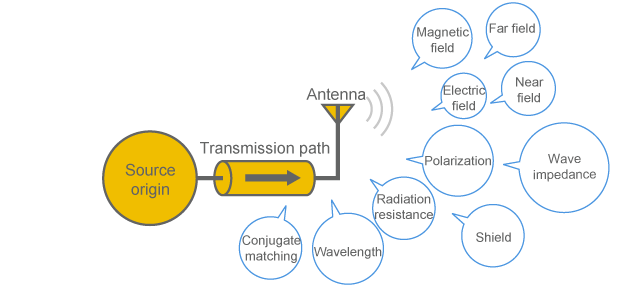 Magnetic
field
Far field
Antenna
Electric
field
Near
field
Transmission path
Source
origin
Polarization
Wave
impedance
Radiation
resistance
Conjugate
matching
Wavelength
Shield